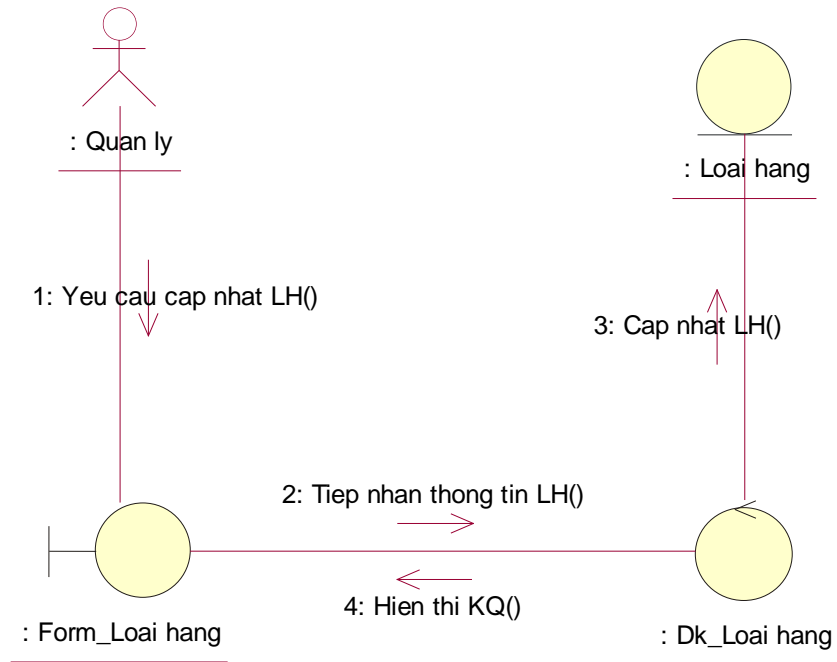 : Quan ly
: Loai hang
1: Yeu cau cap nhat LH()
3: Cap nhat LH()
2: Tiep nhan thong tin LH()
4: Hien thi KQ()
: Form_Loai hang
: Dk_Loai hang